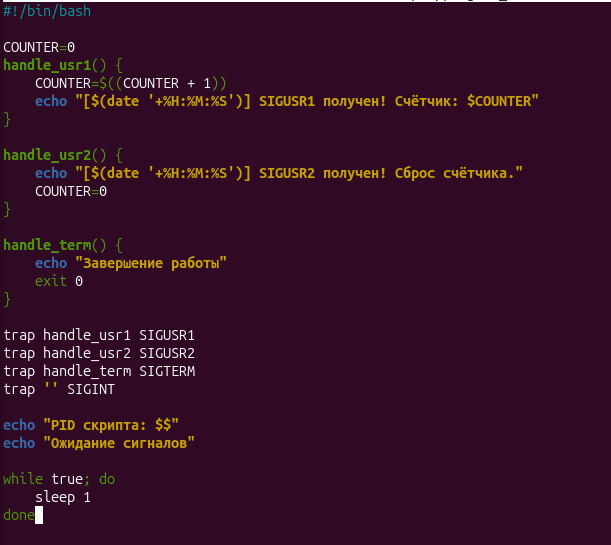 #!/bin/bash

COUNTER=0
handle_usr1() {
    COUNTER=$((COUNTER + 1))
    echo "[$(date '+%H:%M:%S')] SIGUSR1 получен! Счётчик: $COUNTER"
}

handle_usr2() {
    echo "[$(date '+%H:%M:%S')] SIGUSR2 получен! Сброс счётчика."
    COUNTER=0
}

handle_term() {
    echo "Завершение работы"
    exit 0
}

trap handle_usr1 SIGUSR1
trap handle_usr2 SIGUSR2
trap handle_term SIGTERM
trap '' SIGINT

echo "PID скрипта: $$"
echo "Ожидание сигналов"

while true; do
    sleep 1
done